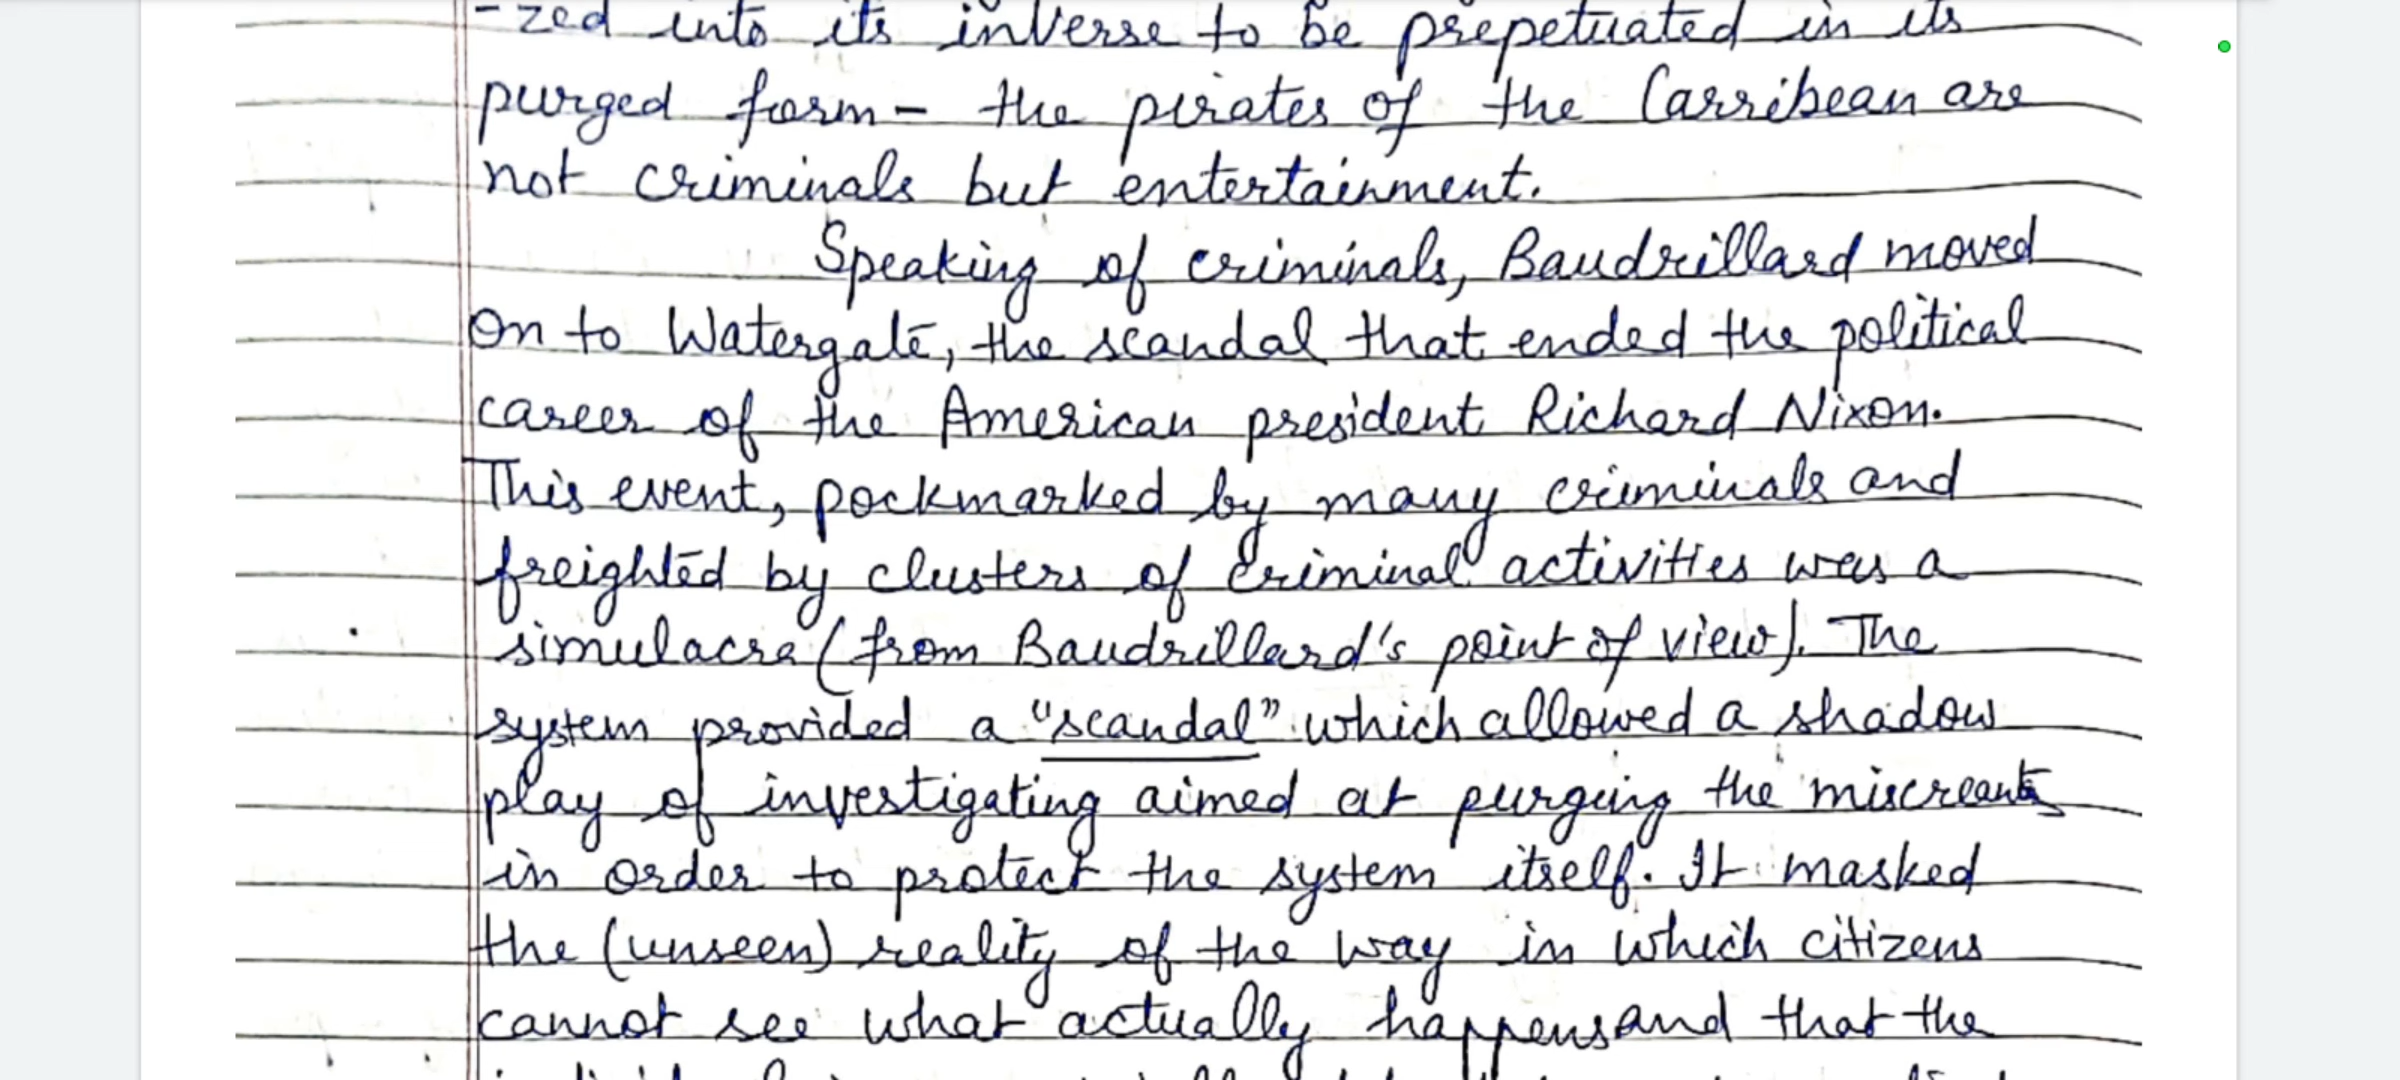 -zed into its inverse to be prepetuated in its
purged form - the pirates of the Carribean are
not criminals but entertainment.
Speaking of criminals, Baudrillard moved
on to Watergate, the scandal that ended the political
career of the American president Richard Nixon.
This event, pockmarked by many criminals and
freighted by clusters of criminal activities was a
simulacra (from Baudrillard's point of view). The
system provided a "scandal" which allowed a shadow
play of investigating aimed at purging the miscreants
in order to protect the system itself. It masked
the (unseen) reality of the way in which citizens
cannot see what actually happens and that the